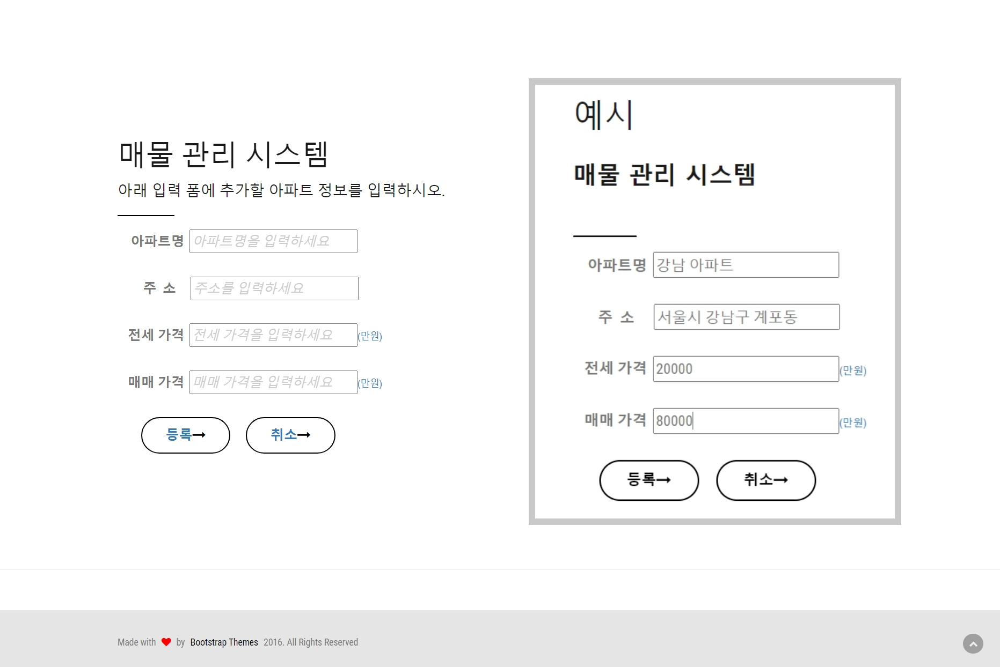 매물 관리 시스템
아래 입력 폼에 추가할 아파트 정보를 입력하시오.
아파트명 아파트명을 입력하세요
주 소 주소를 입력하세요
전세 가격 전세 가격을 입력하세요 (만원)
매매 가격 매매 가격을 입력하세요 (만원)
등록→ 취소→
예시
매물 관리 시스템
아파트명 강남 아파트
주 소 서울시 강남구 계포동
전세 가격 20000 (만원)
매매 가격 80000 (만원)
등록→ 취소→
Made with ❤ by Bootstrap Themes 2016. All Rights Reserved